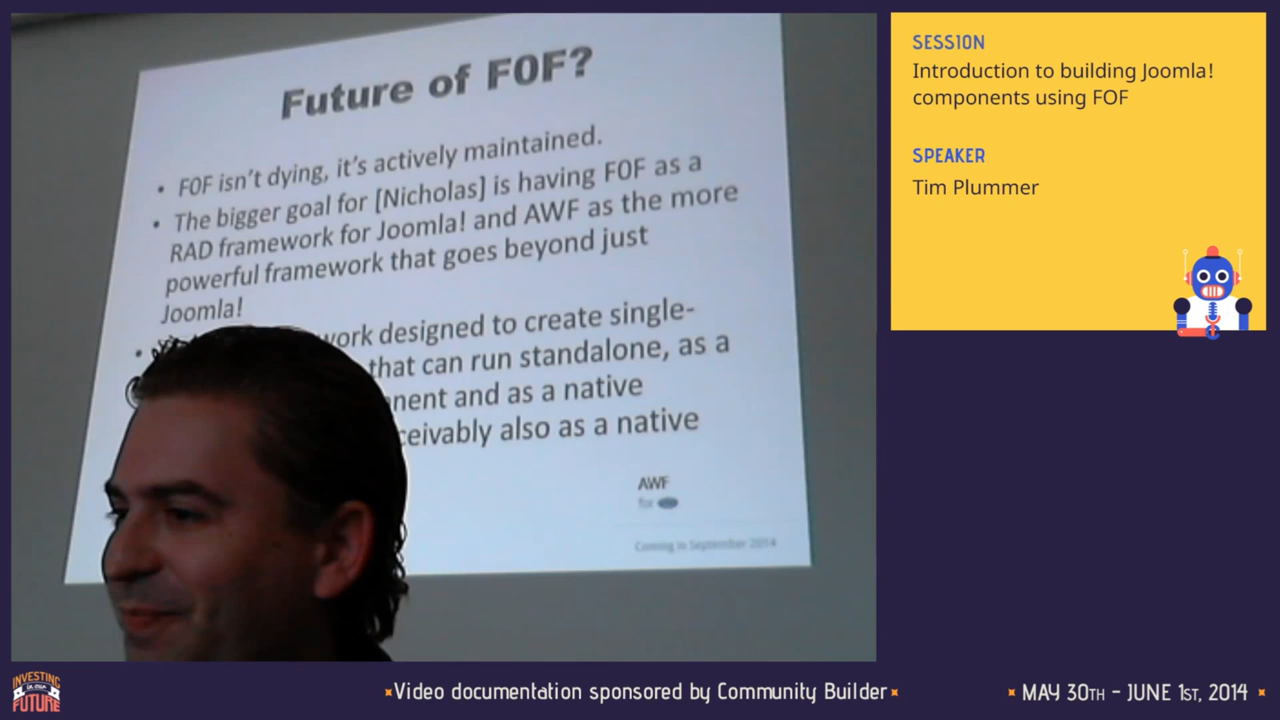 Future of FOF?
• FOF isn't dying, it's actively maintained.
• The bigger goal for [Nicholas] is having FOF as a
RAD framework for Joomla! and AWF as the more
powerful framework that goes beyond just
Joomla!
• work designed to create single-
that can run standalone, as a
nent and as a native
ceivably also as a native
AWF
for
Coming in September 2014
SESSION
Introduction to building Joomla!
components using FOF
SPEAKER
Tim Plummer
INVESTING
IN OUR
FUTURE
Video documentation sponsored by Community Builder
MAY 30TH - JUNE 1ST, 2014